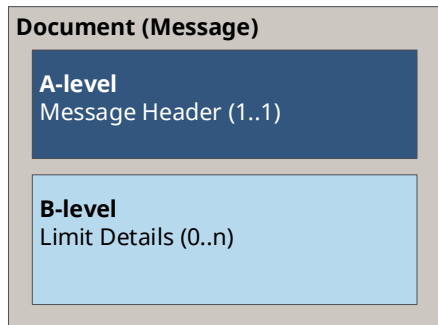 Document (Message)
A-level
Message Header (1..1)
B-level
Limit Details (0..n)